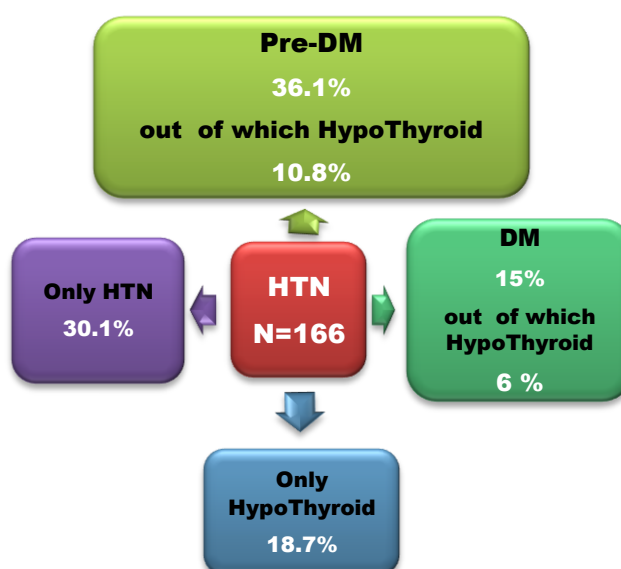 Pre-DM
36.1%
out of which HypoThyroid
10.8%
Only HTN
30.1%
HTN
N=166
DM
15%
out of which
HypoThyroid
6 %
Only
HypoThyroid
18.7%